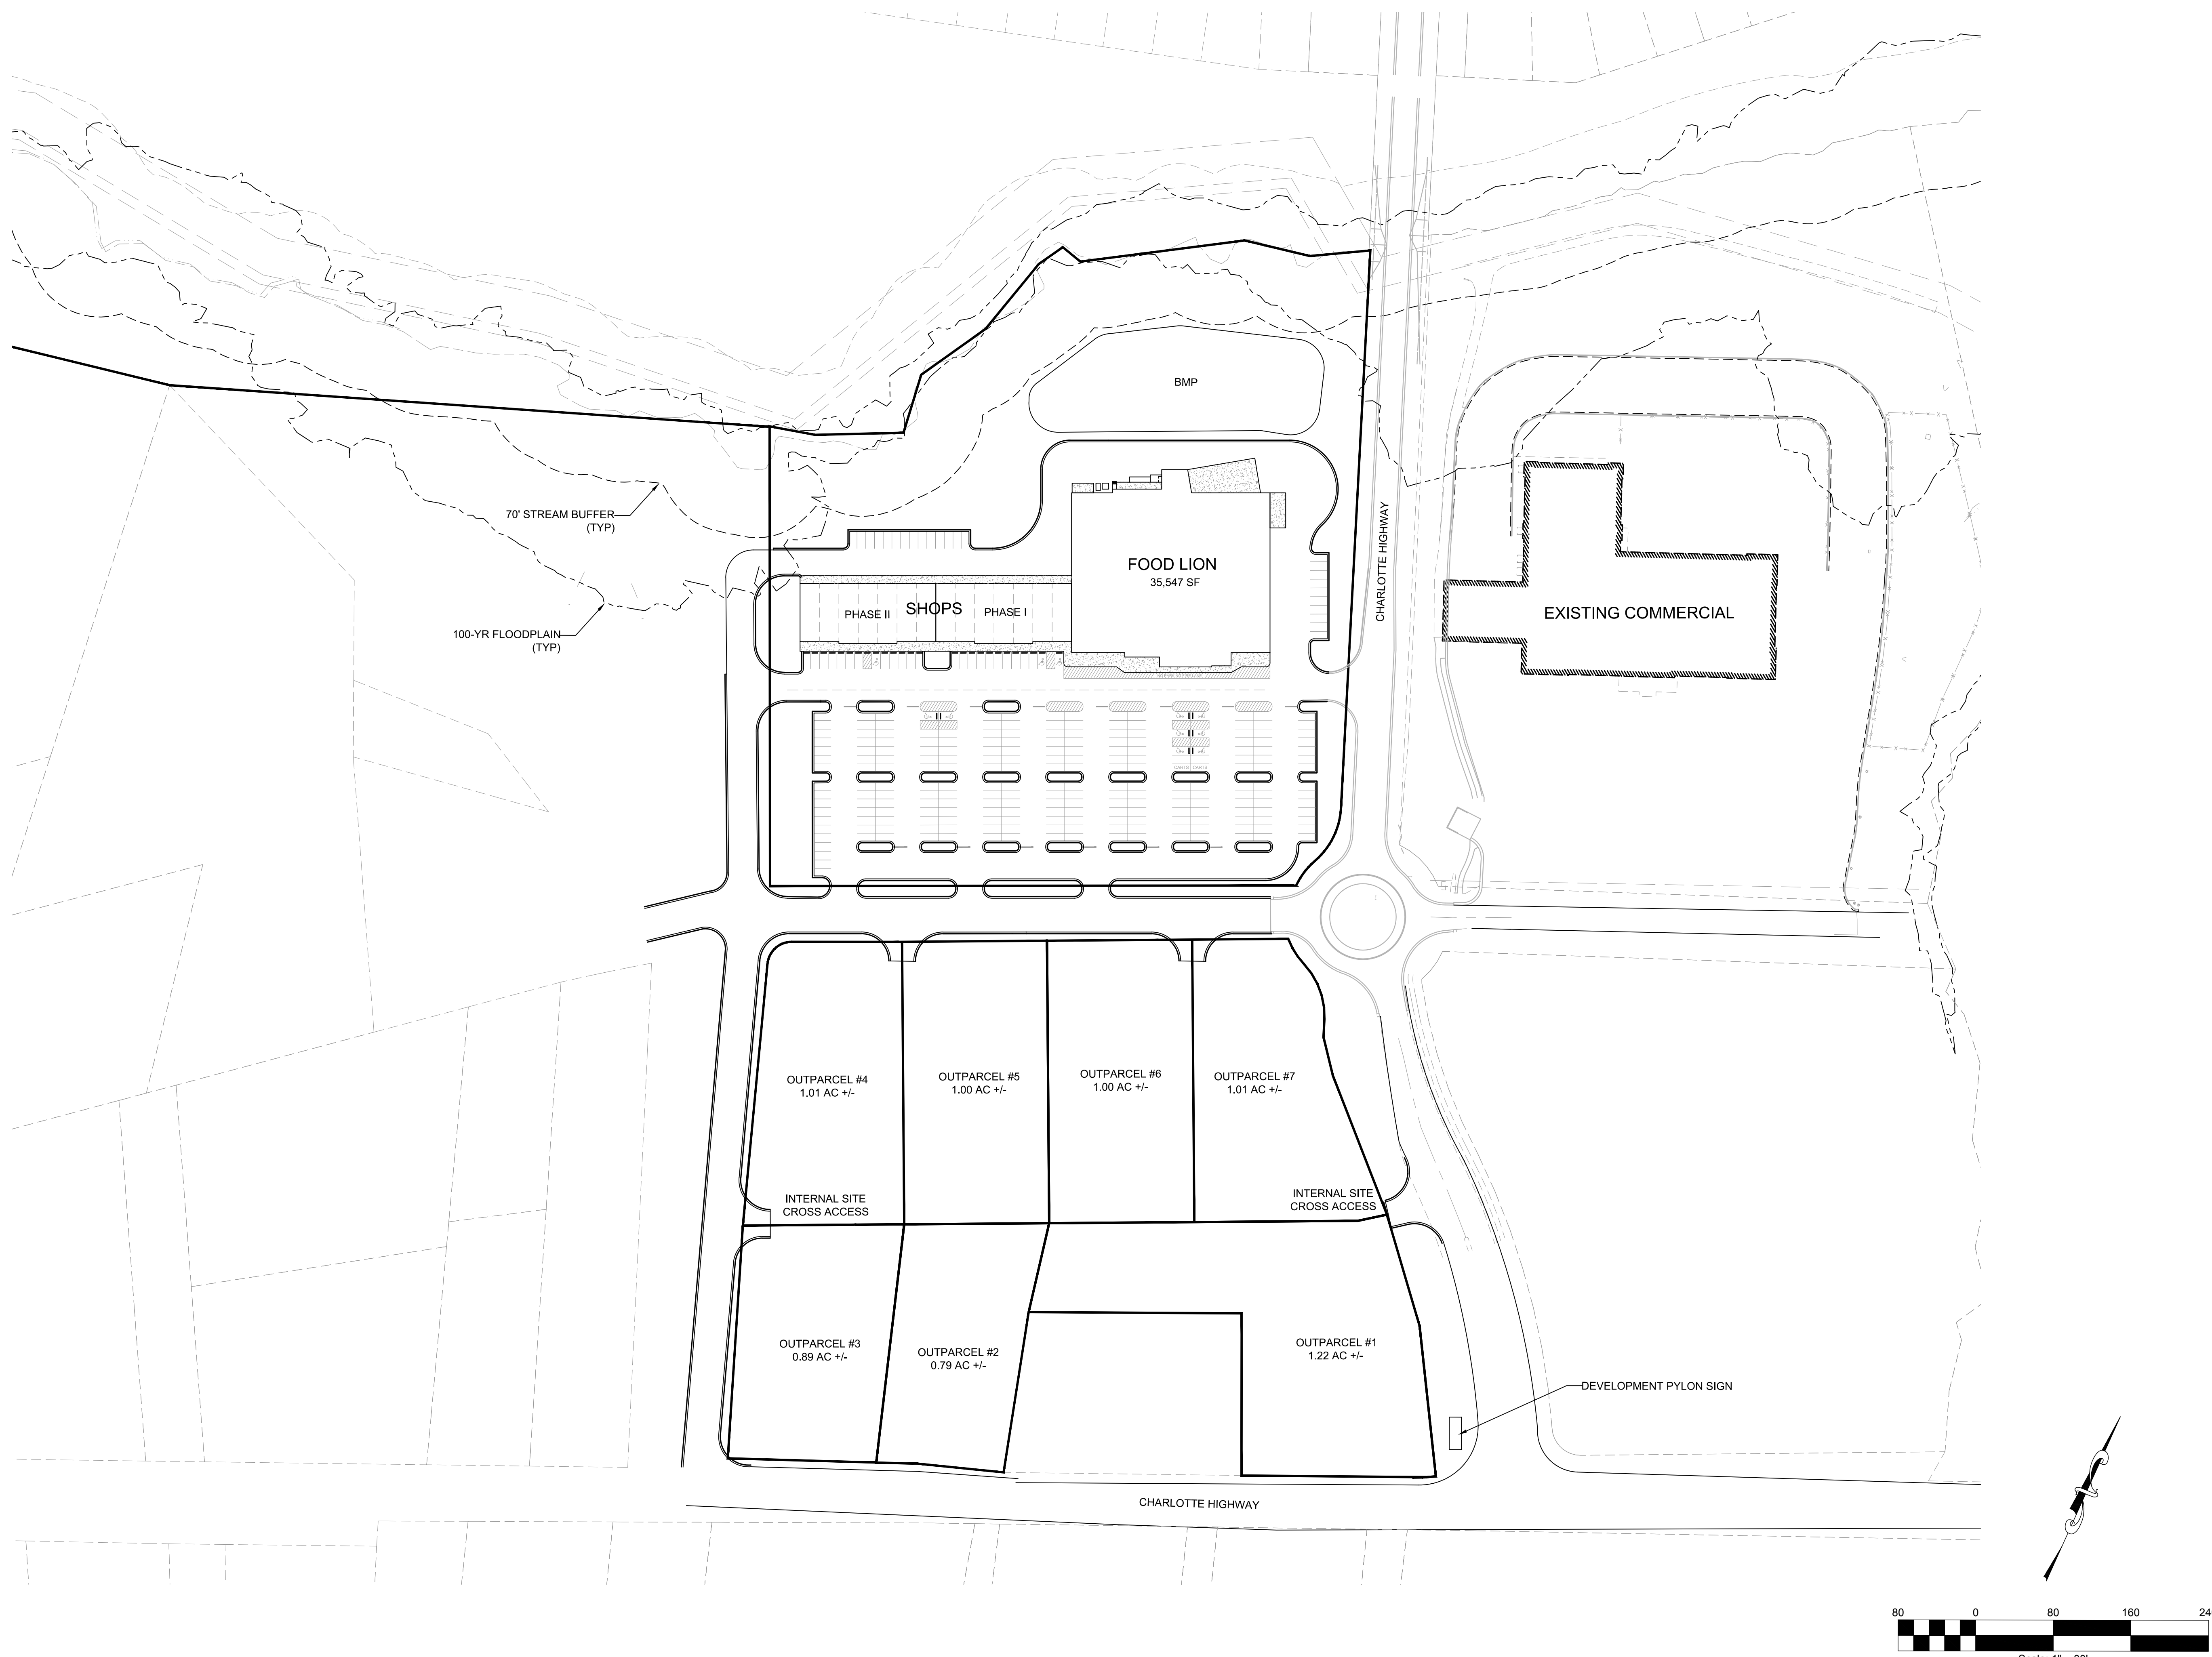 BMP
70' STREAM BUFFER
(TYP)
CHARLOTTE HIGHWAY
FOOD LION
35,547 SF
PHASE II
SHOPS
PHASE I
EXISTING COMMERCIAL
100-YR FLOODPLAIN
(TYP)
CARTS
CARTS
OUTPARCEL #4
1.01 AC +/-
OUTPARCEL #5
1.00 AC +/-
OUTPARCEL #6
1.00 AC +/-
OUTPARCEL #7
1.01 AC +/-
INTERNAL SITE
CROSS ACCESS
INTERNAL SITE
CROSS ACCESS
OUTPARCEL #3
0.89 AC +/-
OUTPARCEL #2
0.79 AC +/-
OUTPARCEL #1
1.22 AC +/-
DEVELOPMENT PYLON SIGN
CHARLOTTE HIGHWAY
80 0 80 160